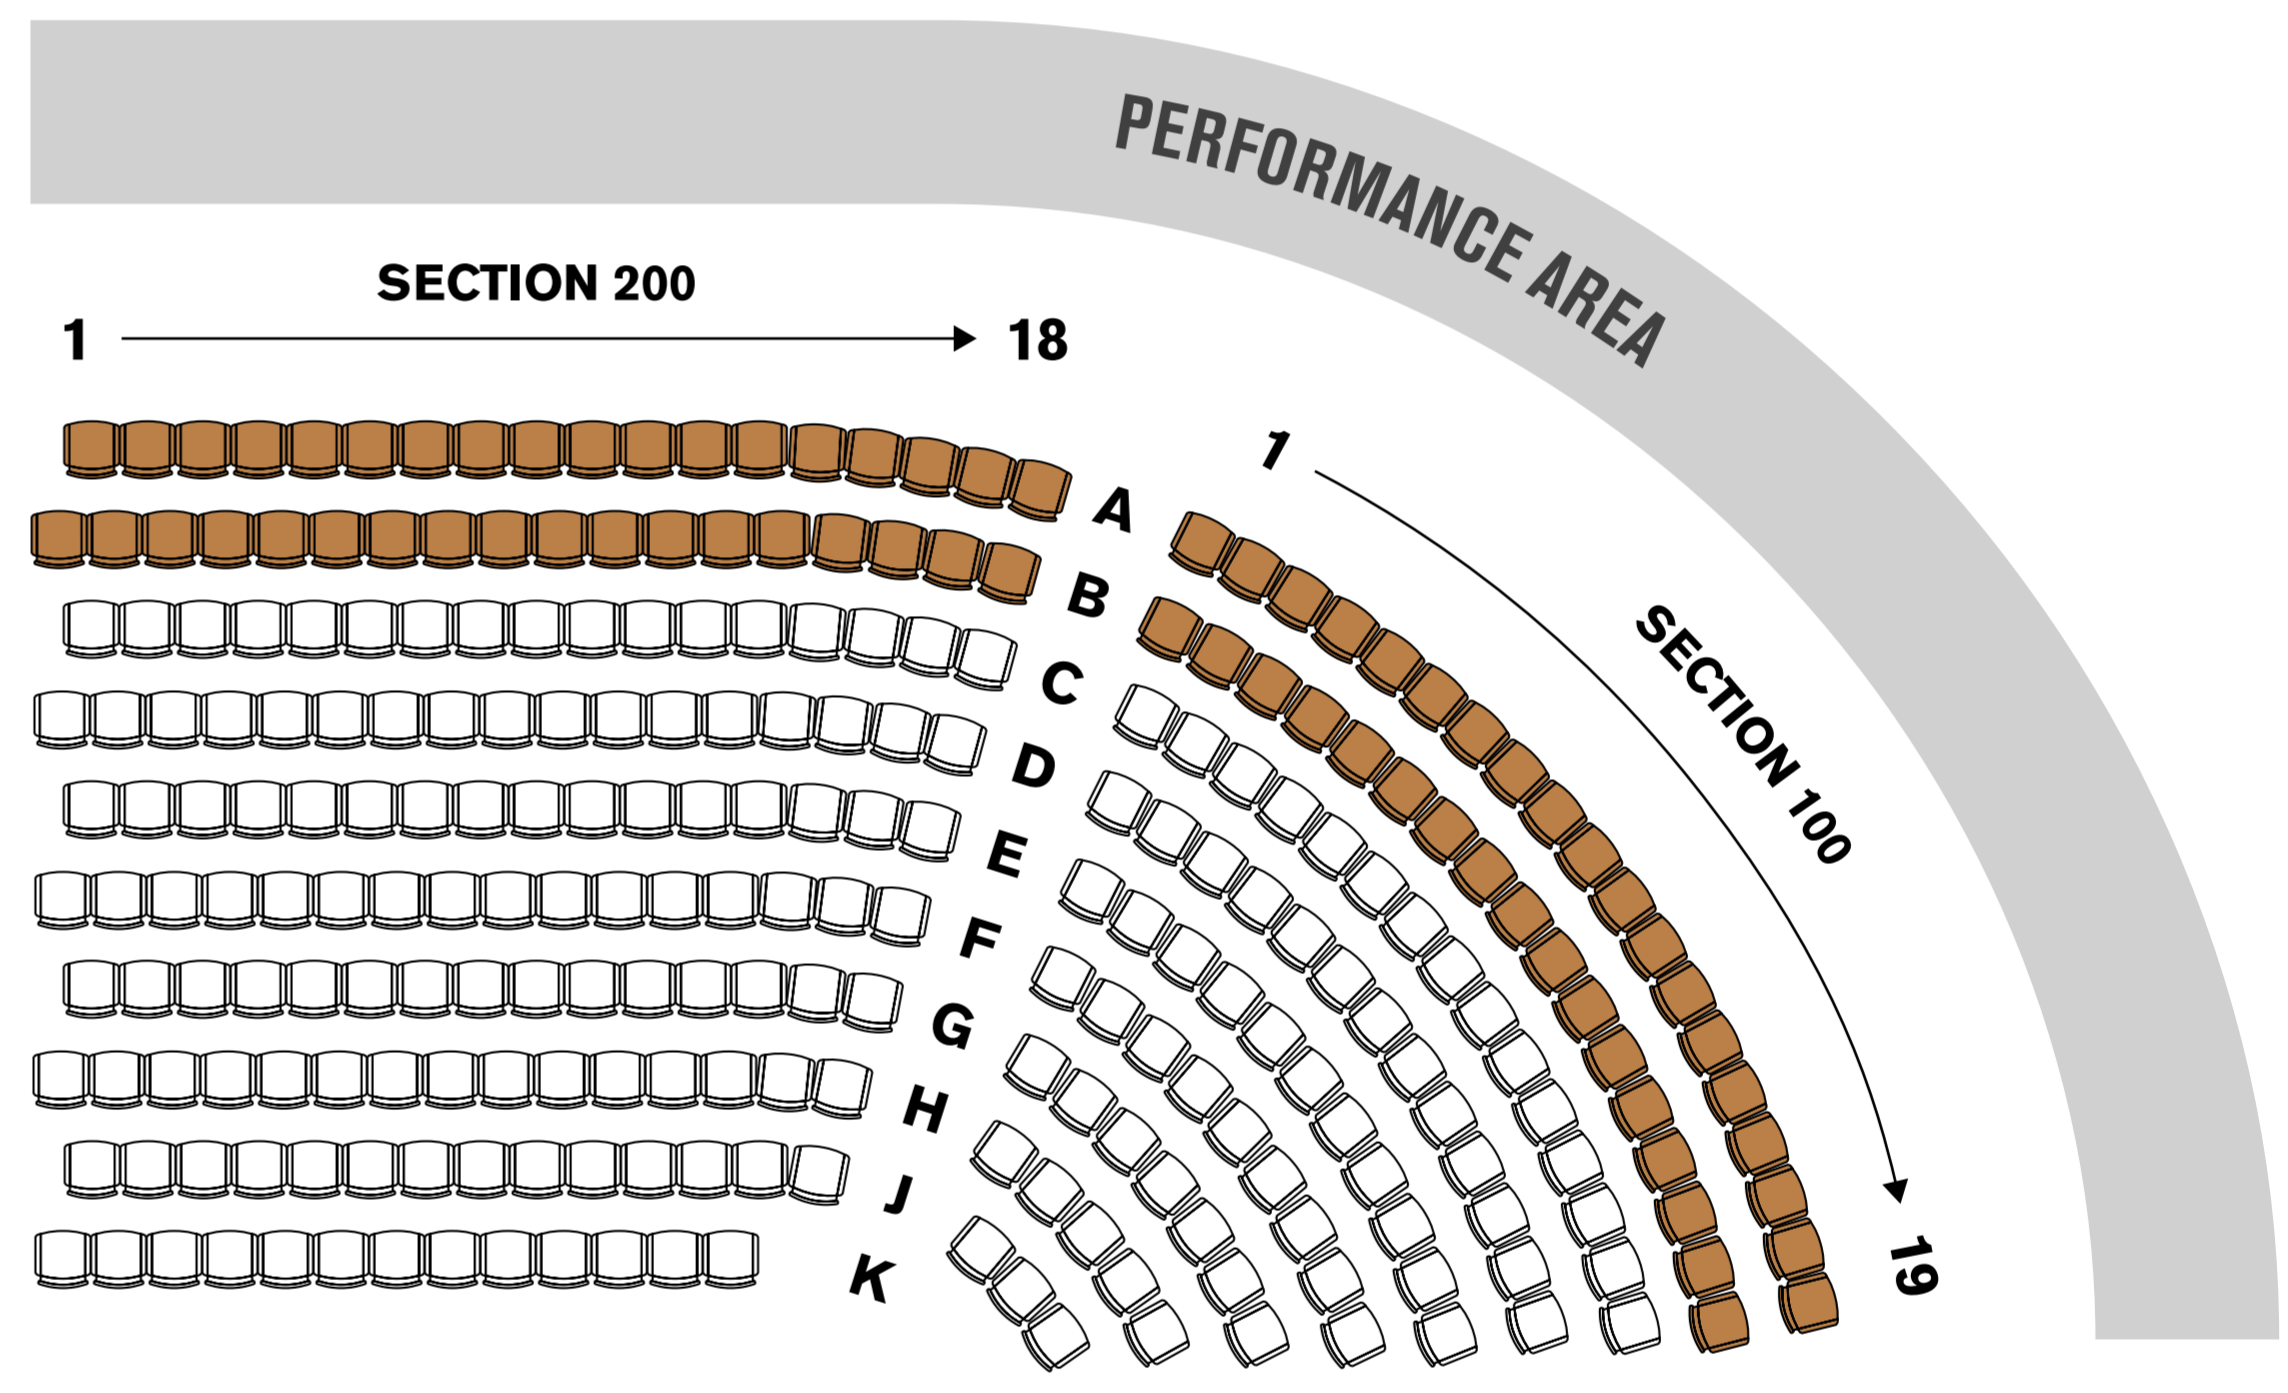 PERFORMANCE AREA
SECTION 200
1
18
1
SECTION 100
19
A
B
C
D
E
F
G
H
J
K